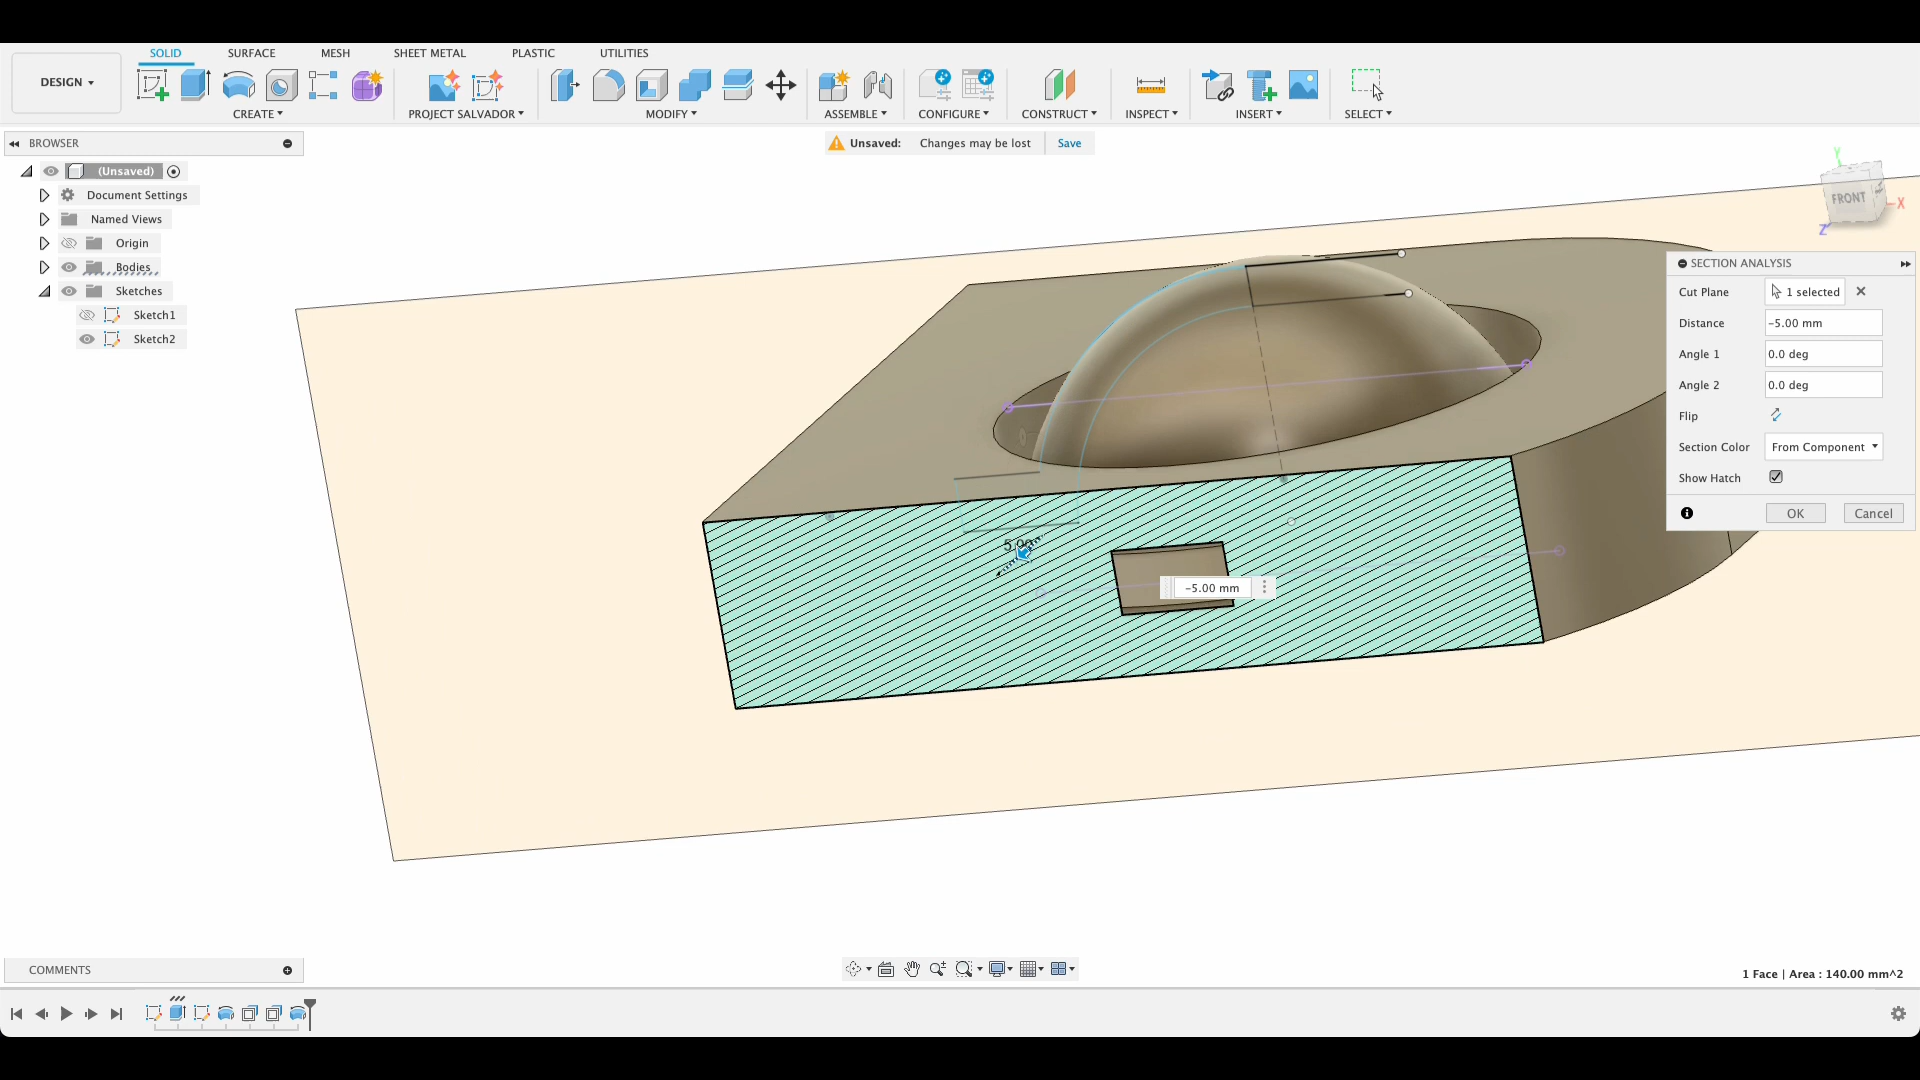 SOLID SURFACE MESH SHEET METAL PLASTIC UTILITIES
DESIGN
CREATE PROJECT SALVADOR MODIFY ASSEMBLE CONFIGURE CONSTRUCT INSPECT INSERT SELECT
BROWSER
Unsaved: Changes may be lost Save
(Unsaved)
Document Settings
Named Views
Origin
Bodies
Sketches
Sketch1
Sketch2
Y
FRONT
X
Z
SECTION ANALYSIS
Cut Plane 1 selected
Distance -5.00 mm
Angle 1 0.0 deg
Angle 2 0.0 deg
Flip
Section Color From Component
Show Hatch
OK Cancel
5.00
-5.00 mm
COMMENTS
1 Face | Area : 140.00 mm^2